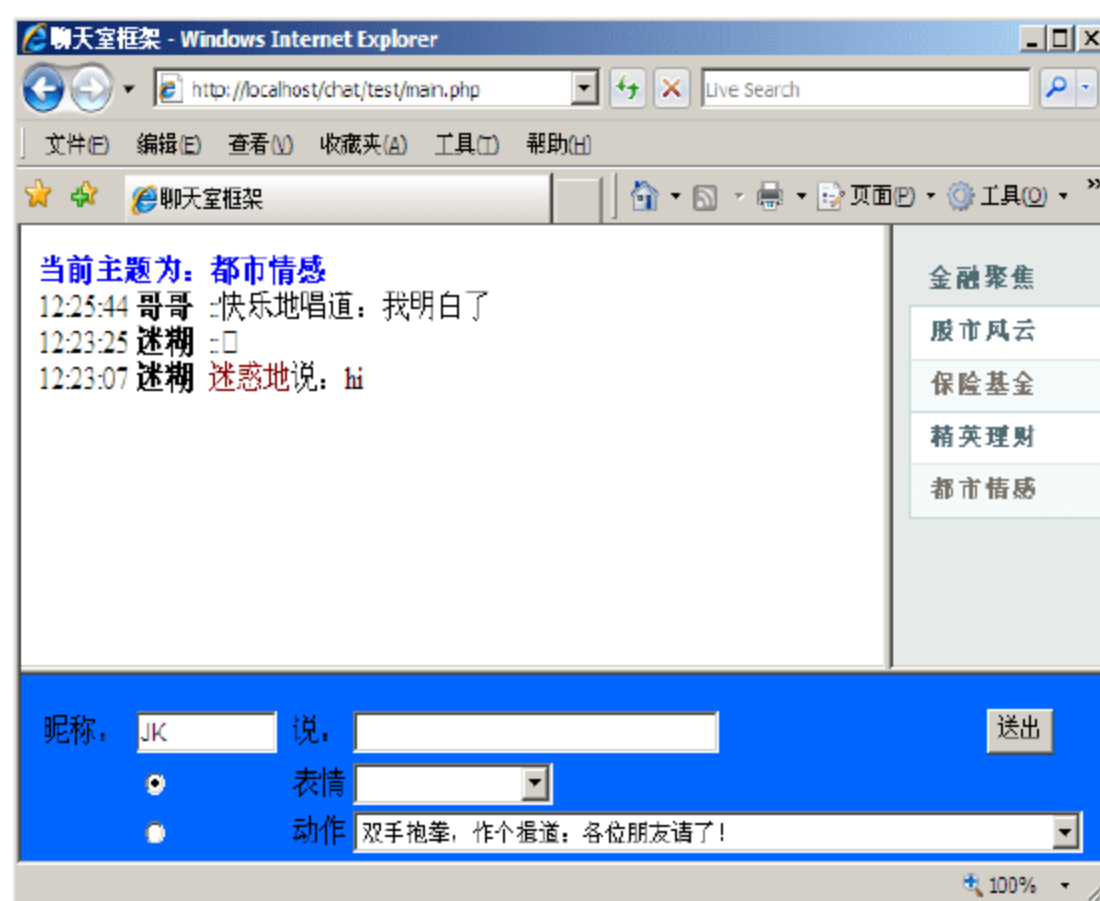 聊天室框架 - Windows Internet Explorer
http://localhost/chat/test/main.php
Live Search
文件(F) 编辑(E) 查看(V) 收藏夹(A) 工具(T) 帮助(H)
聊天室框架
页面(P) 工具(O) »
当前主题为：都市情感
12:25:44 哥哥 ::快乐地唱道：我明白了
12:23:25 迷糊 ::□
12:23:07 迷糊 迷惑地说：hi
金融聚焦
股市风云
保险基金
精英理财
都市情感
昵称： JK 说： 送出
表情
动作 双手抱拳，作个揖道：各位朋友请了！
100%